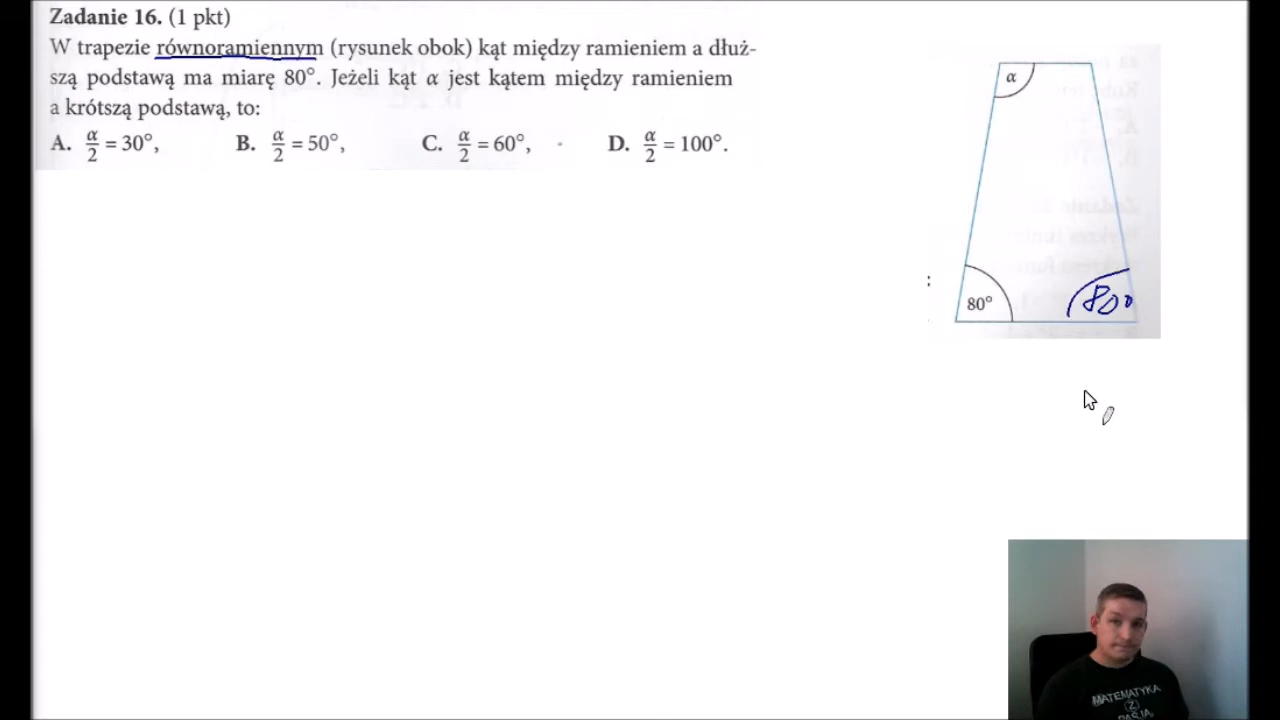 Zadanie 16. (1 pkt)
W trapezie równoramiennym (rysunek obok) kąt między ramieniem a dłuż-
szą podstawą ma miarę 80°. Jeżeli kąt α jest kątem między ramieniem
a krótszą podstawą, to:
A. α/2 = 30°, B. α/2 = 50°, C. α/2 = 60°, D. α/2 = 100°.
α
80° 80°
MATEMATYKA
(Z)
PASJĄ